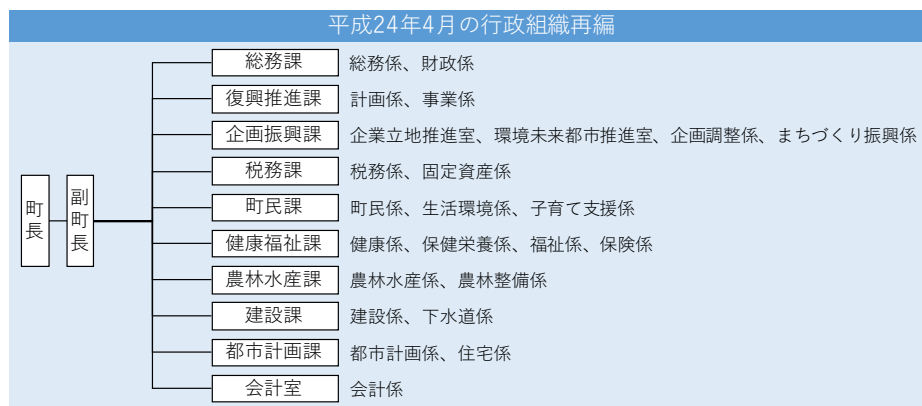 平成24年4月の行政組織再編
町長
副町長
総務課 総務係、財政係
復興推進課 計画係、事業係
企画振興課 企業立地推進室、環境未来都市推進室、企画調整係、まちづくり振興係
税務課 税務係、固定資産係
町民課 町民係、生活環境係、子育て支援係
健康福祉課 健康係、保健栄養係、福祉係、保険係
農林水産課 農林水産係、農林整備係
建設課 建設係、下水道係
都市計画課 都市計画係、住宅係
会計室 会計係